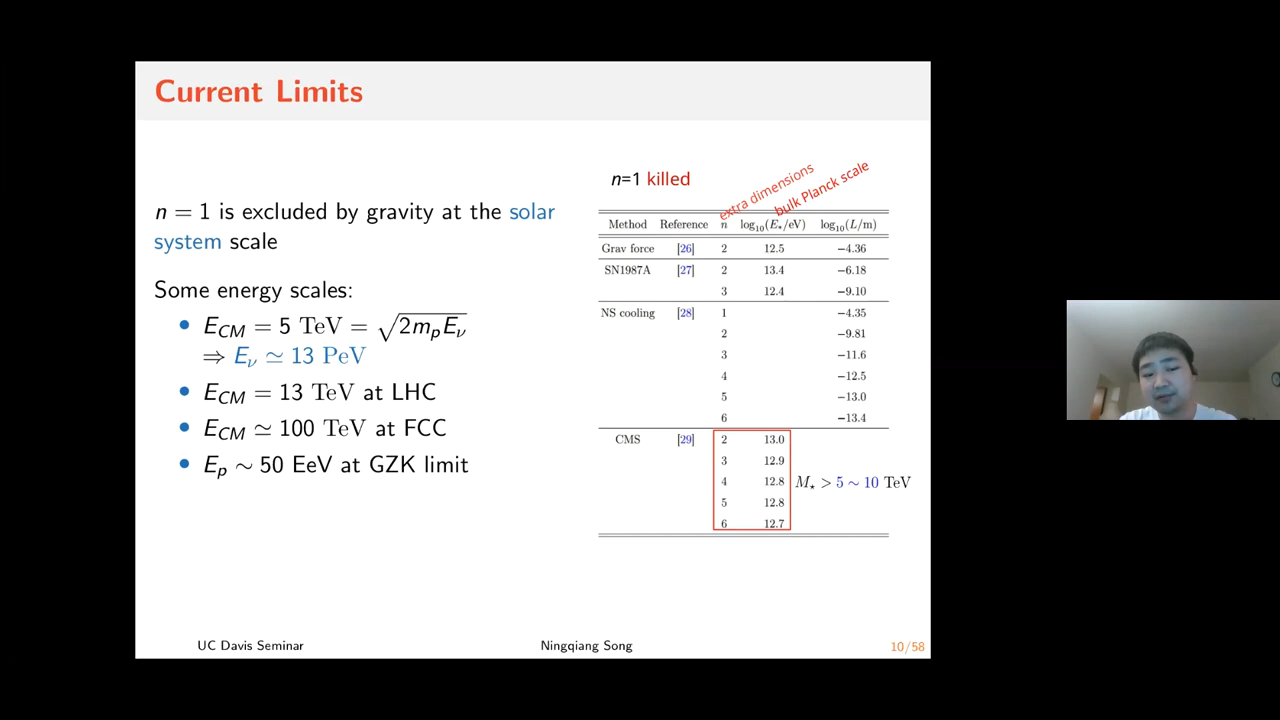 Current Limits
n = 1 is excluded by gravity at the solar
system scale
Some energy scales:
• E_CM = 5 TeV = √(2m_pE_ν)
⇒ E_ν ≃ 13 PeV
• E_CM = 13 TeV at LHC
• E_CM ≃ 100 TeV at FCC
• E_p ∼ 50 EeV at GZK limit
n=1 killed
extra dimensions
bulk Planck scale
Method Reference n log₁₀(E⋆/eV) log₁₀(L/m)
Grav force [26] 2 12.5 −4.36
SN1987A [27] 2 13.4 −6.18
3 12.4 −9.10
NS cooling [28] 1 −4.35
2 −9.81
3 −11.6
4 −12.5
5 −13.0
6 −13.4
CMS [29] 2 13.0
3 12.9
4 12.8 M⋆ > 5 ∼ 10 TeV
5 12.8
6 12.7
UC Davis Seminar Ningqiang Song 10/58